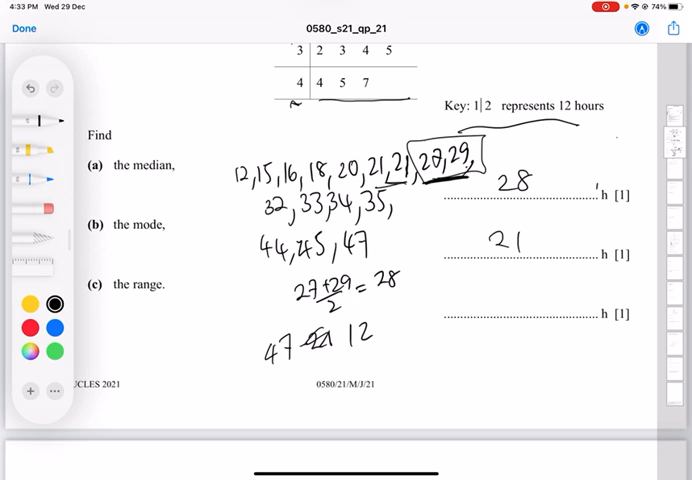 4:33 PM Wed 29 Dec
74%
Done
0580_s21_qp_21
3 2 3 4 5
4 4 5 7
Key: 1|2 represents 12 hours
Find
(a) the median,
12,15,16,18,20,21,21,27,29,
32,33,34,35,
28
h [1]
(b) the mode,
44,45,47
21
h [1]
(c) the range.
27+29/2 = 28
h [1]
47 12
UCLES 2021
0580/21/M/J/21